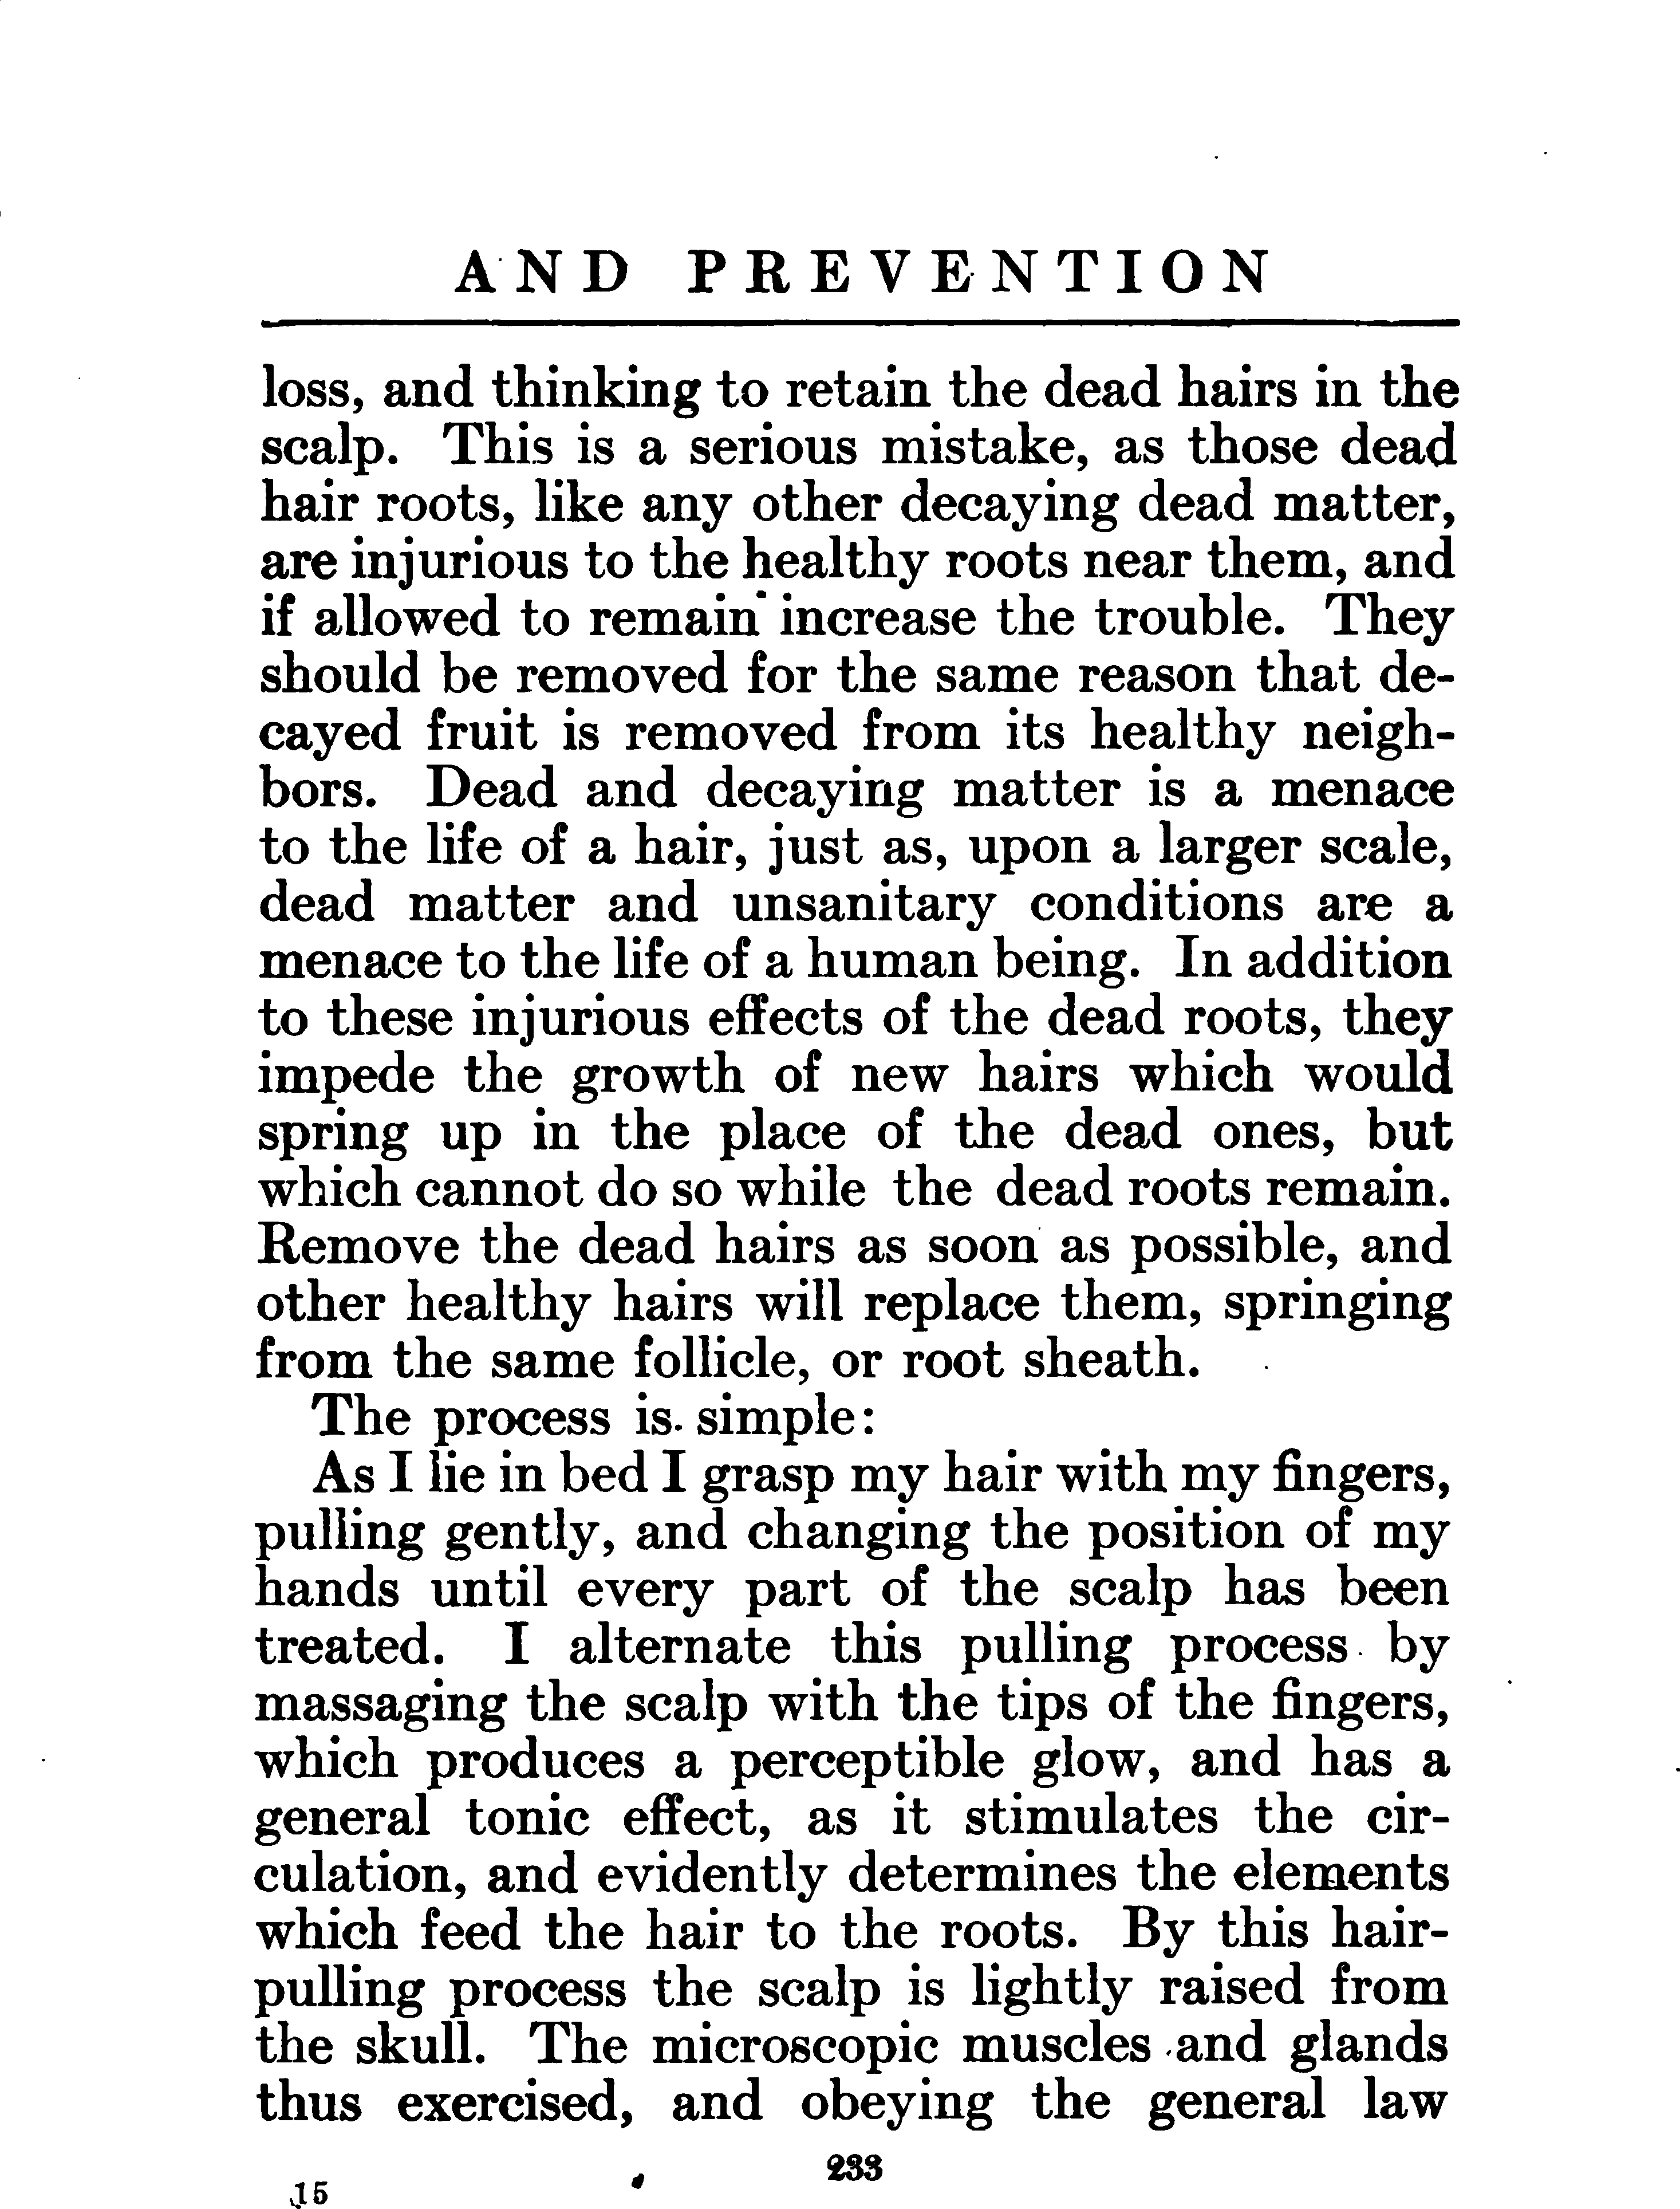 AND PREVENTION
loss, and thinking to retain the dead hairs in the
scalp. This is a serious mistake, as those dead
hair roots, like any other decaying dead matter,
are injurious to the healthy roots near them, and
if allowed to remain increase the trouble. They
should be removed for the same reason that de-
cayed fruit is removed from its healthy neigh-
bors. Dead and decaying matter is a menace
to the life of a hair, just as, upon a larger scale,
dead matter and unsanitary conditions are a
menace to the life of a human being. In addition
to these injurious effects of the dead roots, they
impede the growth of new hairs which would
spring up in the place of the dead ones, but
which cannot do so while the dead roots remain.
Remove the dead hairs as soon as possible, and
other healthy hairs will replace them, springing
from the same follicle, or root sheath.
The process is simple:
As I lie in bed I grasp my hair with my fingers,
pulling gently, and changing the position of my
hands until every part of the scalp has been
treated. I alternate this pulling process by
massaging the scalp with the tips of the fingers,
which produces a perceptible glow, and has a
general tonic effect, as it stimulates the cir-
culation, and evidently determines the elements
which feed the hair to the roots. By this hair-
pulling process the scalp is lightly raised from
the skull. The microscopic muscles and glands
thus exercised, and obeying the general law
233
15